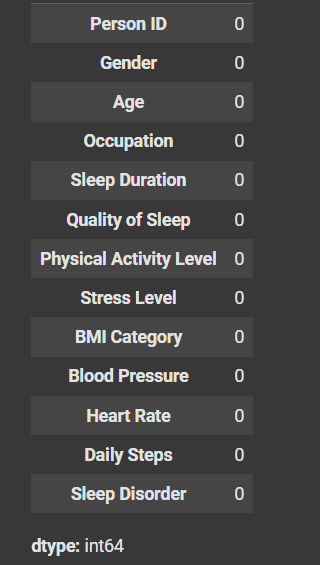 Person ID 0
Gender 0
Age 0
Occupation 0
Sleep Duration 0
Quality of Sleep 0
Physical Activity Level 0
Stress Level 0
BMI Category 0
Blood Pressure 0
Heart Rate 0
Daily Steps 0
Sleep Disorder 0
dtype: int64